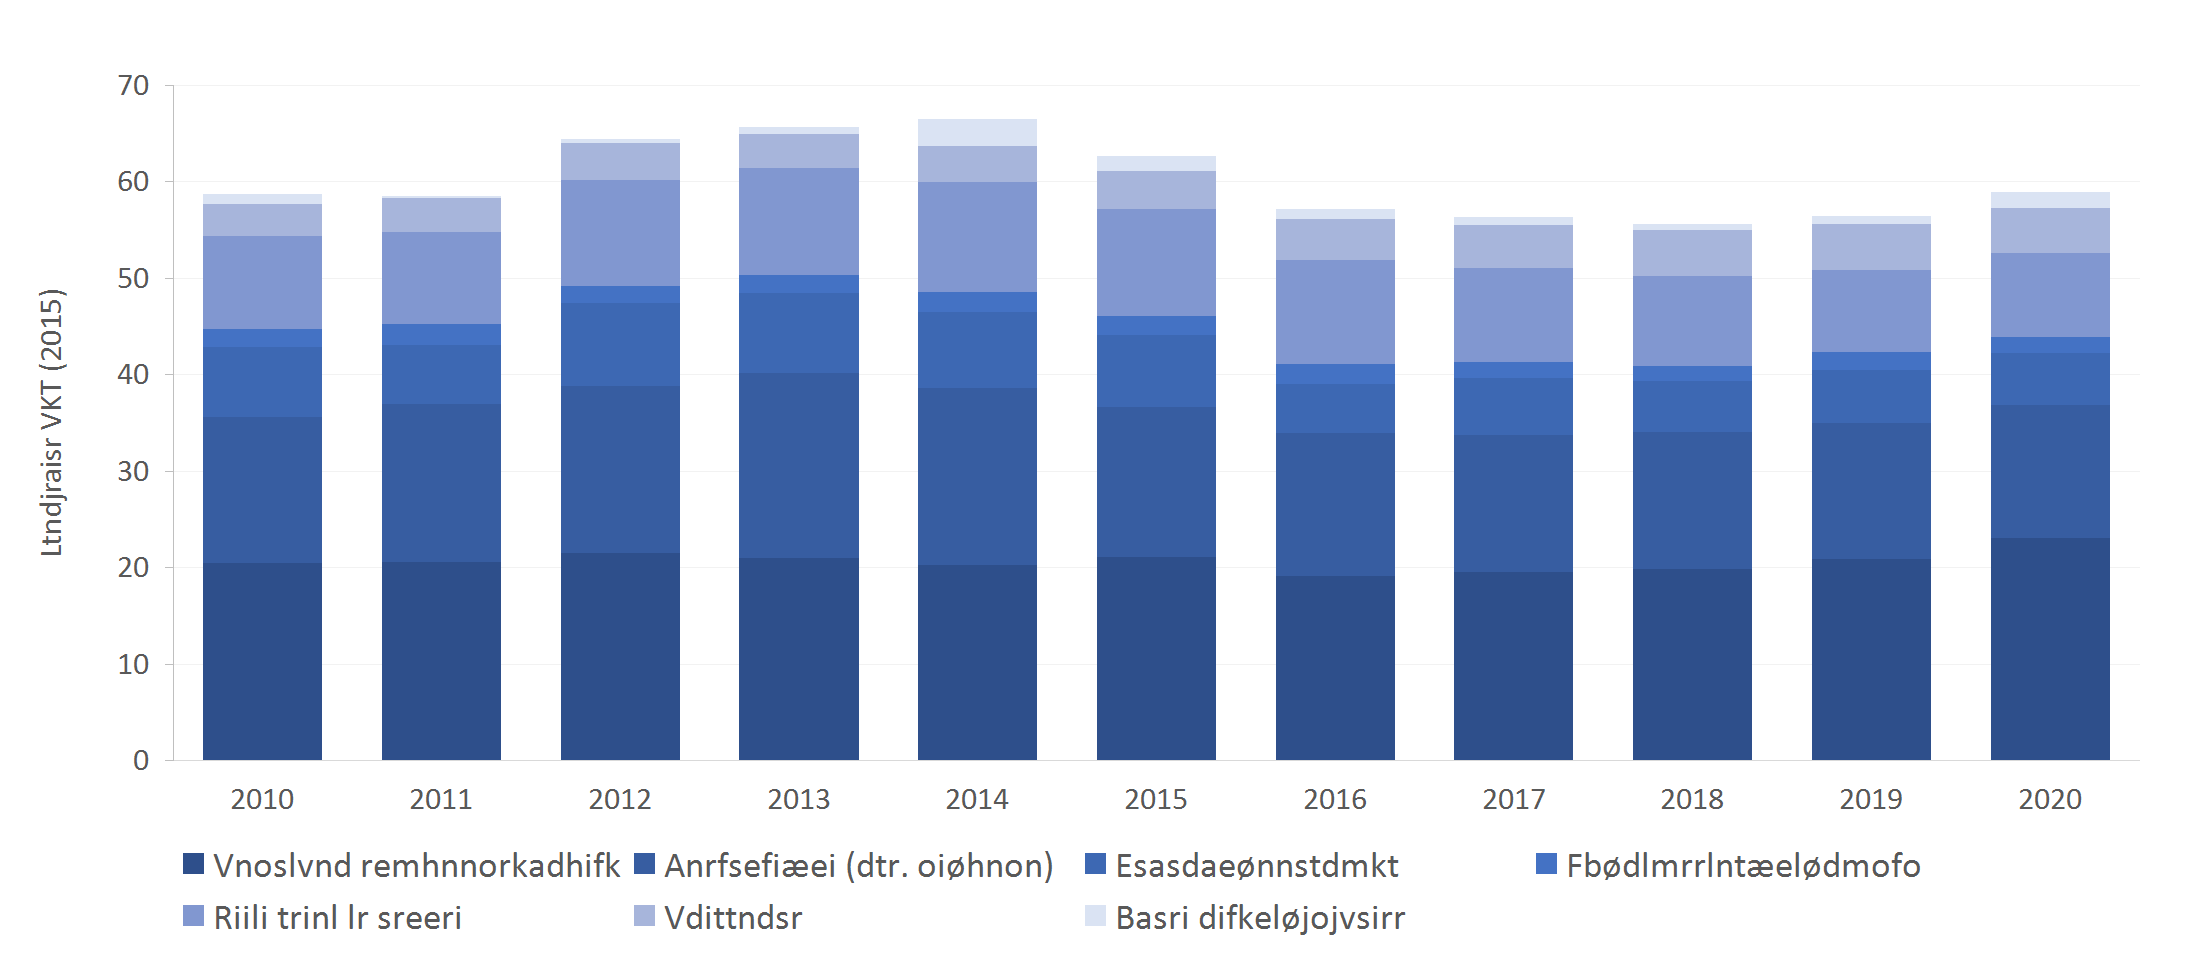 70
60
50
40
30
20
10
0
Ltndjraisr VKT (2015)
2010 2011 2012 2013 2014 2015 2016 2017 2018 2019 2020
Vnoslvnd remhnnorkadhifk Anrfsefiæei (dtr. oiøhnon) Esasdaeønnstdmkt Fbødlmrrlntæelødmofo
Riili trinl lr sreeri Vdittndsr Basri difkeløjojvsirr